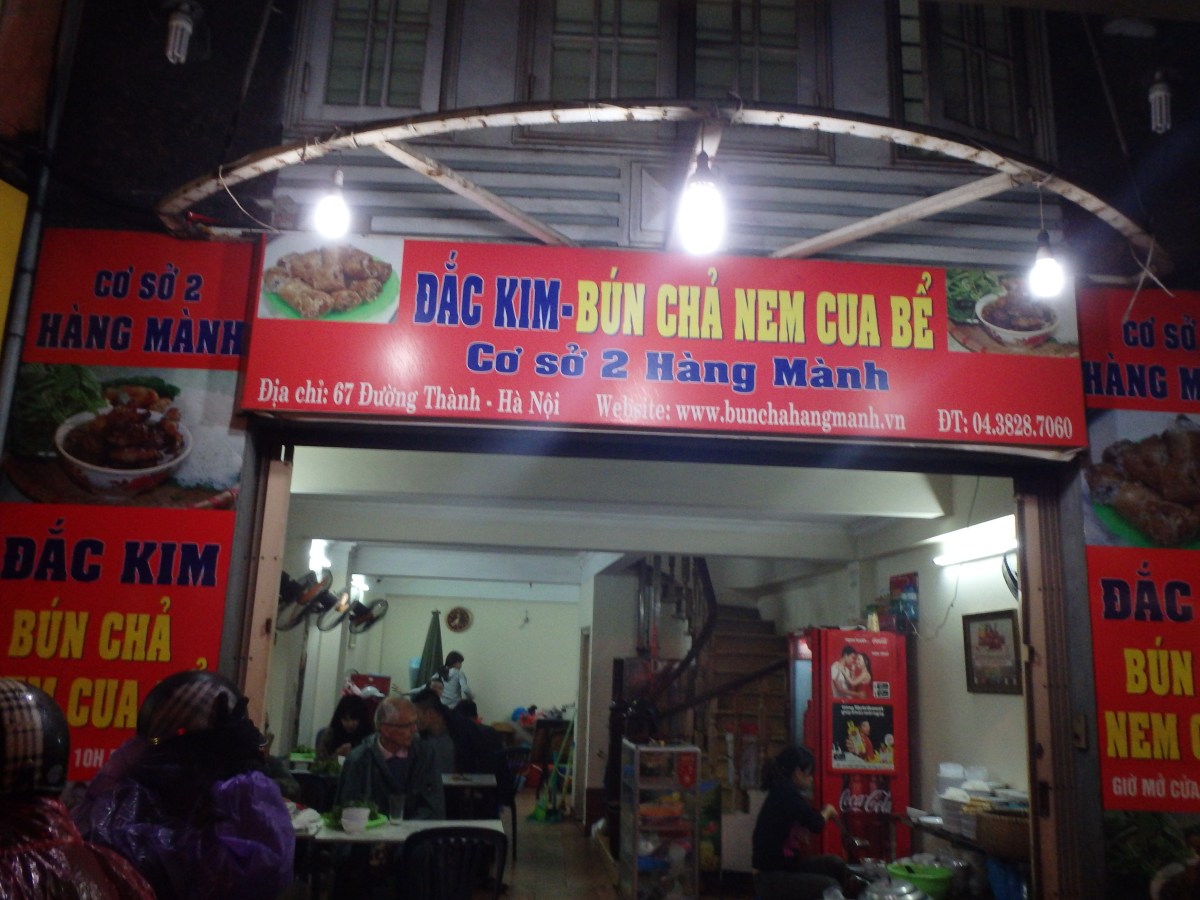 CƠ SỞ 2
HÀNG MÀNH
ĐẮC KIM
BÚN CHẢ
CUA
10H
ĐẮC KIM-BÚN CHẢ NEM CUA BỂ
Cơ sở 2 Hàng Mành
Địa chỉ: 67 Đường Thành - Hà Nội Website: www.bunchahangmanh.vn ĐT: 04.3828.7060
CƠ SỞ
HÀNG
ĐẮC
BÚN
NEM
GIỜ MỞ CỬA
Coca-Cola